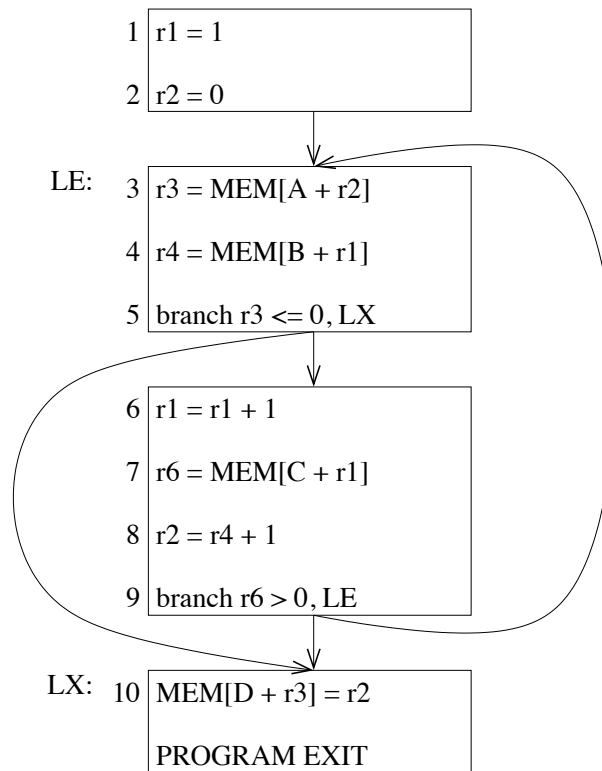 1 r1 = 1
2 r2 = 0
LE: 3 r3 = MEM[A + r2]
4 r4 = MEM[B + r1]
5 branch r3 <= 0, LX
6 r1 = r1 + 1
7 r6 = MEM[C + r1]
8 r2 = r4 + 1
9 branch r6 > 0, LE
LX: 10 MEM[D + r3] = r2
PROGRAM EXIT